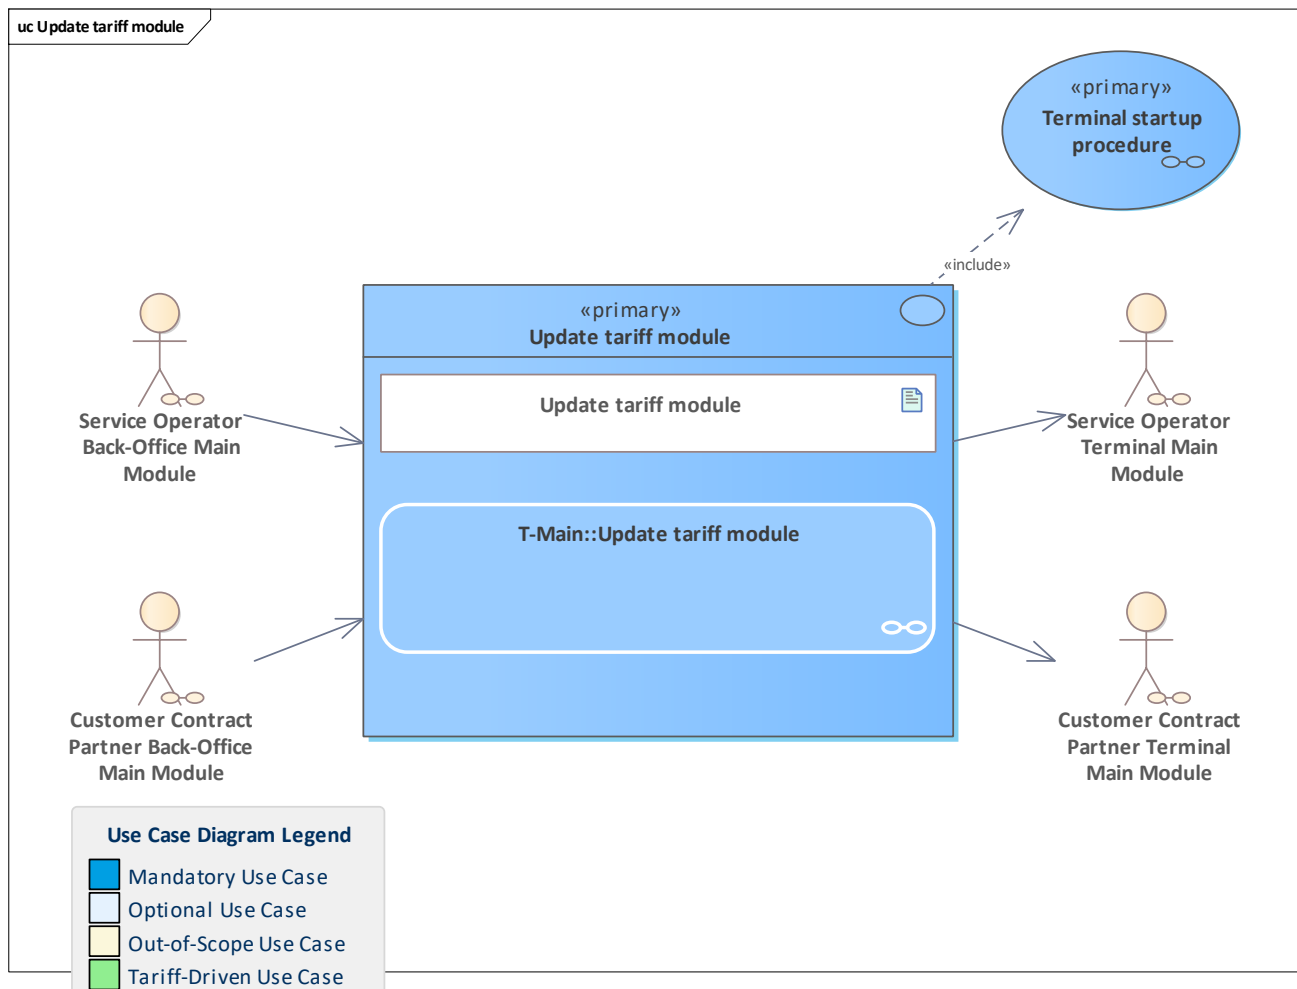 uc Update tariff module
«primary»
Terminal startup
procedure
«include»
«primary»
Update tariff module
Update tariff module
T-Main::Update tariff module
Service Operator
Back-Office Main
Module
Service Operator
Terminal Main
Module
Customer Contract
Partner Back-Office
Main Module
Customer Contract
Partner Terminal
Main Module
Use Case Diagram Legend
Mandatory Use Case
Optional Use Case
Out-of-Scope Use Case
Tariff-Driven Use Case